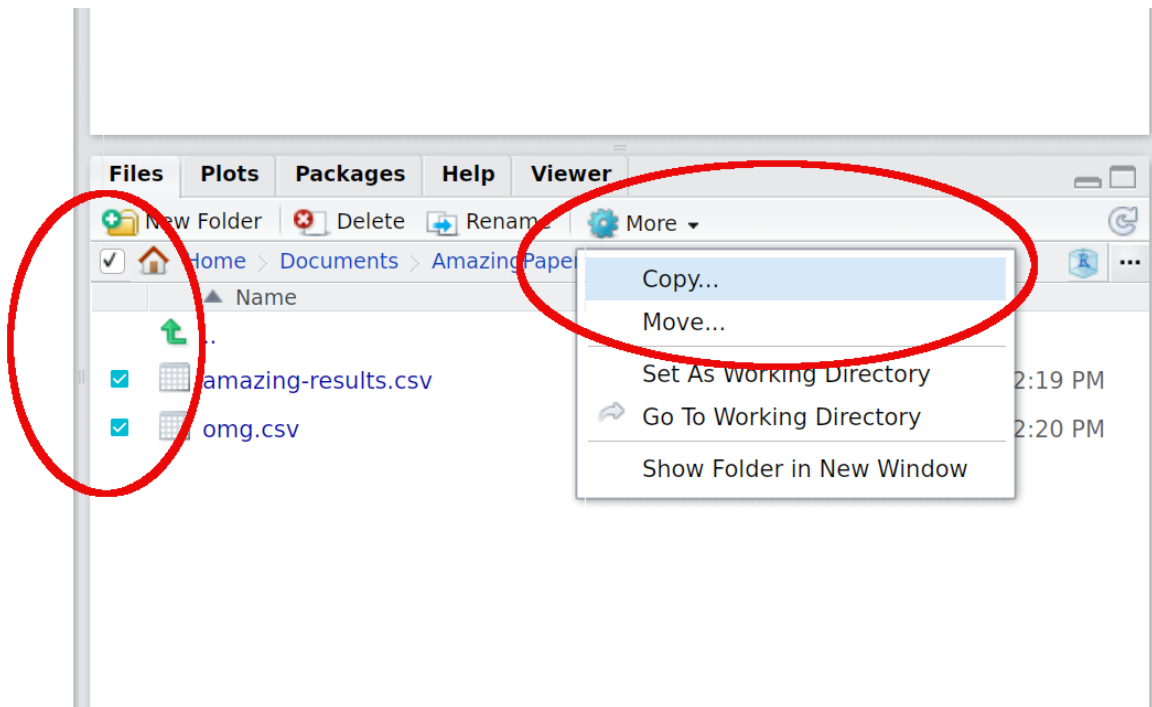 Files Plots Packages Help Viewer
New Folder Delete Rename More
Home > Documents > AmazingPaper
Name
..
amazing-results.csv 2:19 PM
omg.csv 2:20 PM
Copy...
Move...
Set As Working Directory
Go To Working Directory
Show Folder in New Window